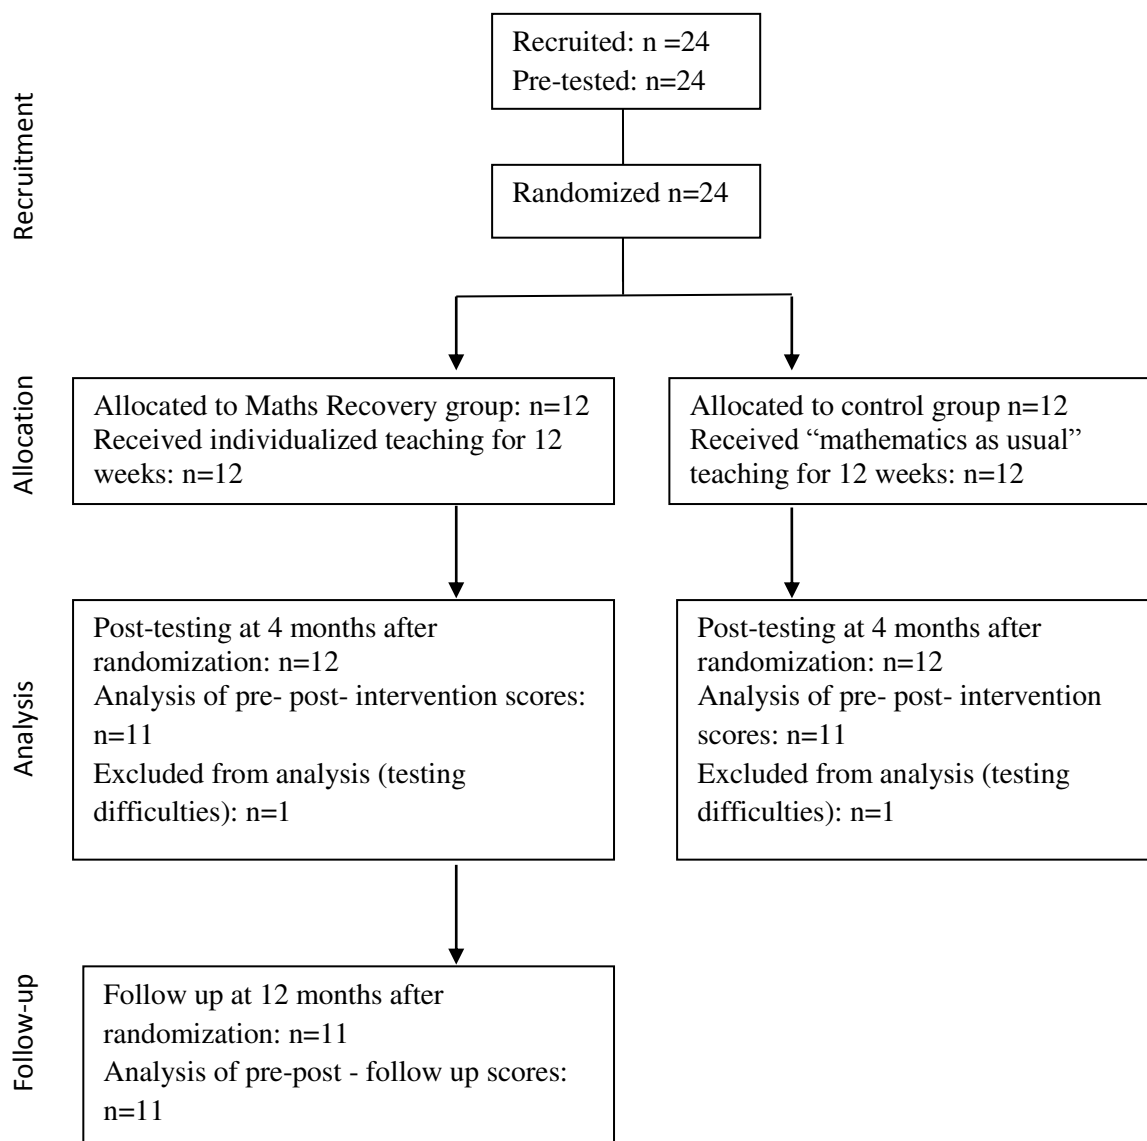 Recruitment
Recruited: n =24
Pre-tested: n=24
Randomized n=24
Allocation
Allocated to Maths Recovery group: n=12
Received individualized teaching for 12
weeks: n=12
Allocated to control group n=12
Received “mathematics as usual”
teaching for 12 weeks: n=12
Analysis
Post-testing at 4 months after
randomization: n=12
Analysis of pre- post- intervention scores:
n=11
Excluded from analysis (testing
difficulties): n=1
Post-testing at 4 months after
randomization: n=12
Analysis of pre- post- intervention
scores: n=11
Excluded from analysis (testing
difficulties): n=1
Follow-up
Follow up at 12 months after
randomization: n=11
Analysis of pre-post - follow up scores:
n=11